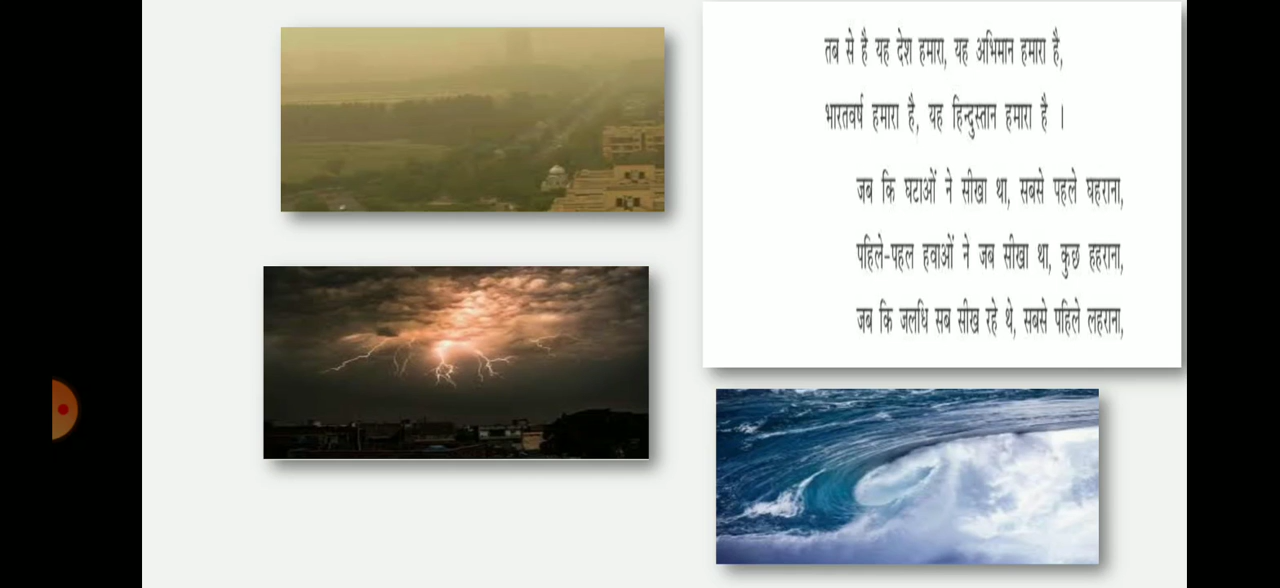 तब से है यह देश हमारा, यह अभिमान हमारा है,
भारतवर्ष हमारा है, यह हिन्दुस्तान हमारा है ।
जब कि घटाओं ने सीखा था, सबसे पहले घहराना,
पहिले-पहल हवाओं ने जब सीखा था, कुछ हहराना,
जब कि जलधि सब सीख रहे थे, सबसे पहिले लहराना,